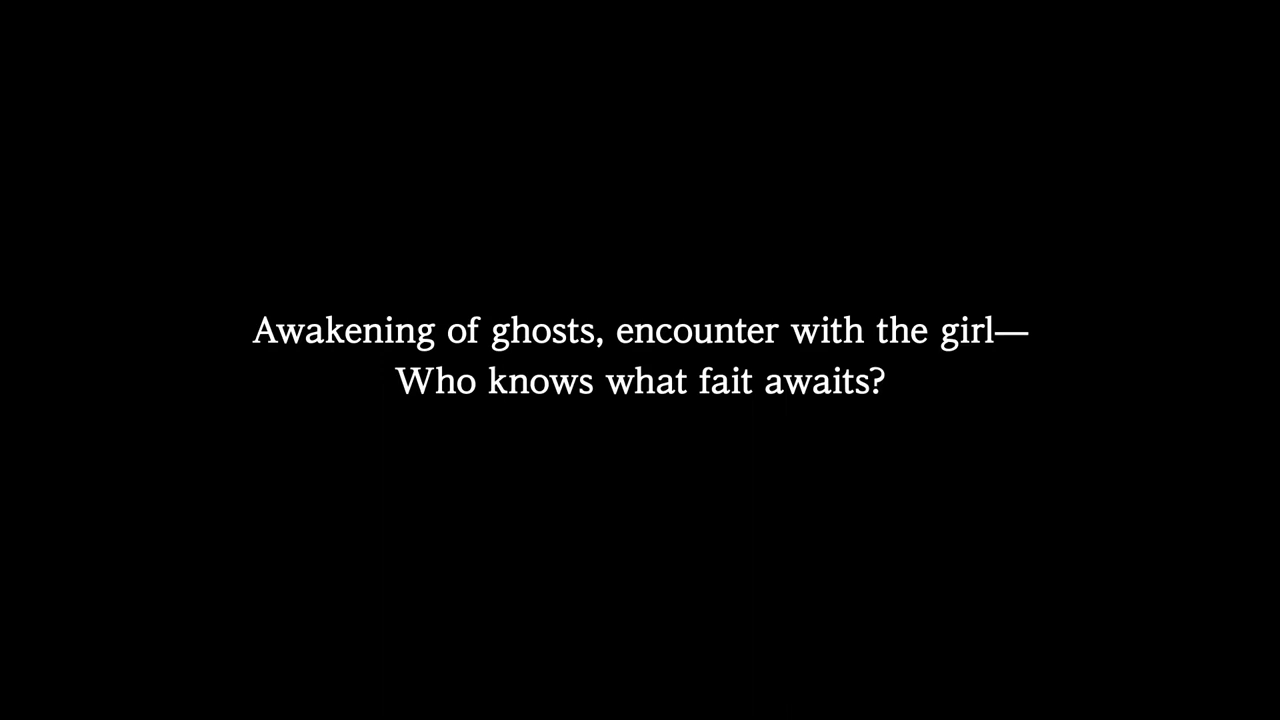 Awakening of ghosts, encounter with the girl—
Who knows what fait awaits?